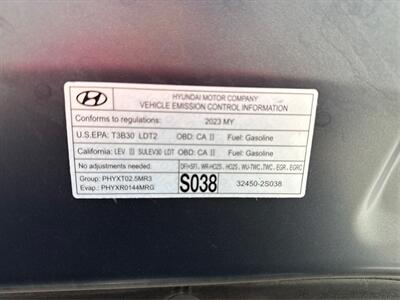 HYUNDAI MOTOR COMPANY
VEHICLE EMISSION CONTROL INFORMATION
Conforms to regulations: 2023 MY
U.S.EPA: T3B30 LDT2 OBD: CA II Fuel: Gasoline
California: LEV III SULEV30 LDT OBD: CA II Fuel: Gasoline
No adjustments needed. DFI+SFI, WR-HO2S, HO2S, WU-TWC, TWC, EGR, EGRC
Group: PHYXT02.5MR3 S038 32450-2S038
Evap.: PHYXR0144MRG